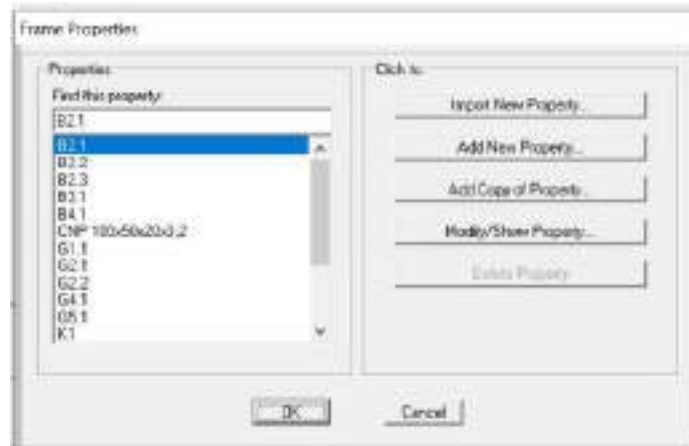 Frame Properties
Properties
Find this property:
B2.1
B2.1
B2.2
B2.3
B3.1
B4.1
CNP 100x50x20x3.2
G1.1
G2.1
G2.2
G4.1
G5.1
K1
Click to:
Import New Property...
Add New Property...
Add Copy of Property...
Modify/Show Property...
Delete Property
OK
Cancel